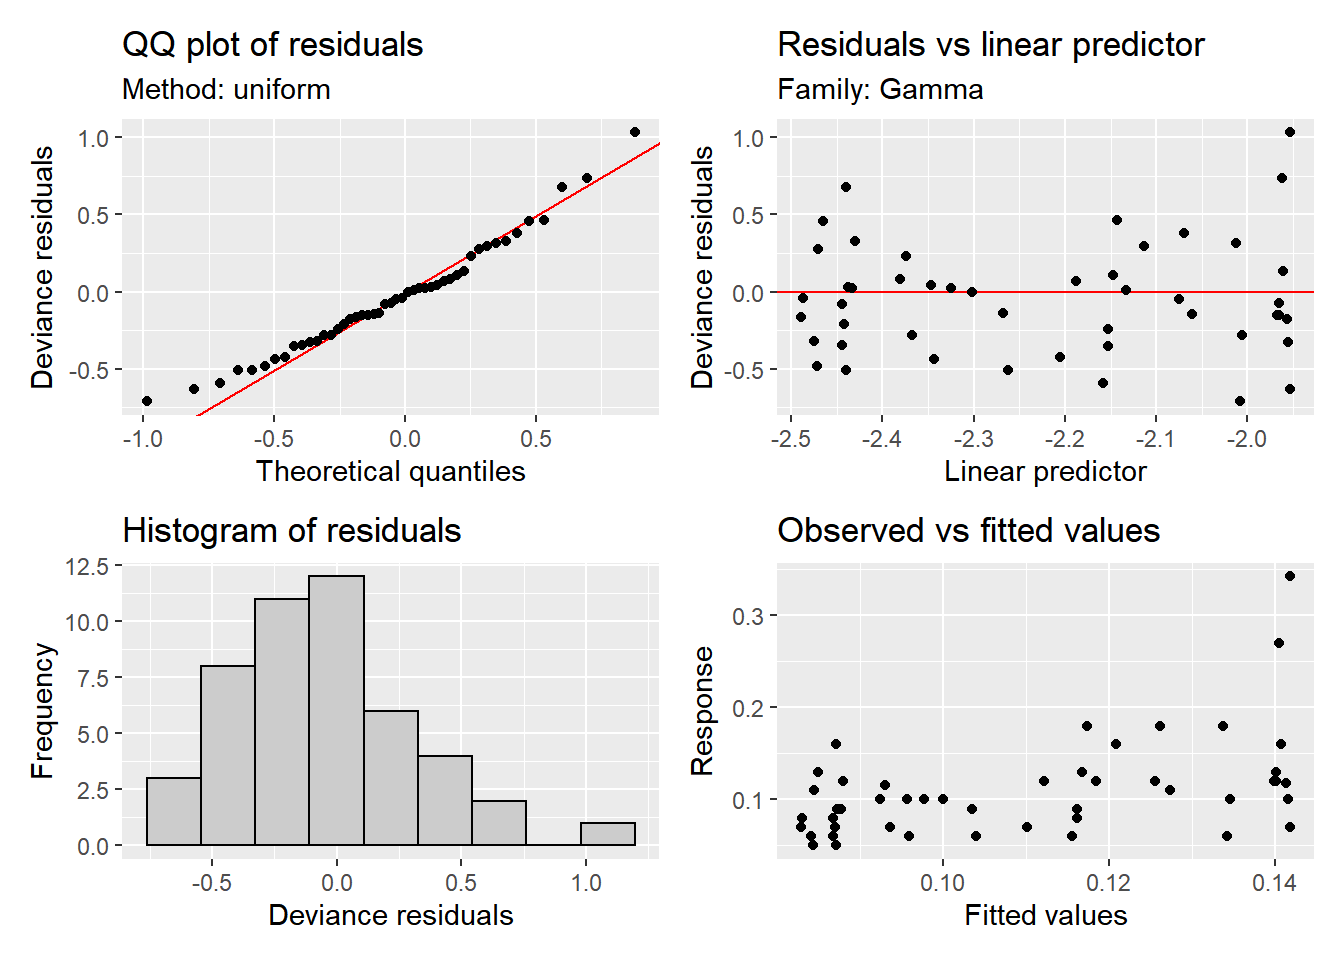 QQ plot of residuals
Method: uniform
1.0
0.5
0.0
-0.5
Deviance residuals
-1.0 -0.5 0.0 0.5
Theoretical quantiles
Residuals vs linear predictor
Family: Gamma
1.0
0.5
0.0
-0.5
Deviance residuals
-2.5 -2.4 -2.3 -2.2 -2.1 -2.0
Linear predictor
Histogram of residuals
12.5
10.0
7.5
5.0
2.5
0.0
Frequency
-0.5 0.0 0.5 1.0
Deviance residuals
Observed vs fitted values
0.3
0.2
0.1
Response
0.10 0.12 0.14
Fitted values